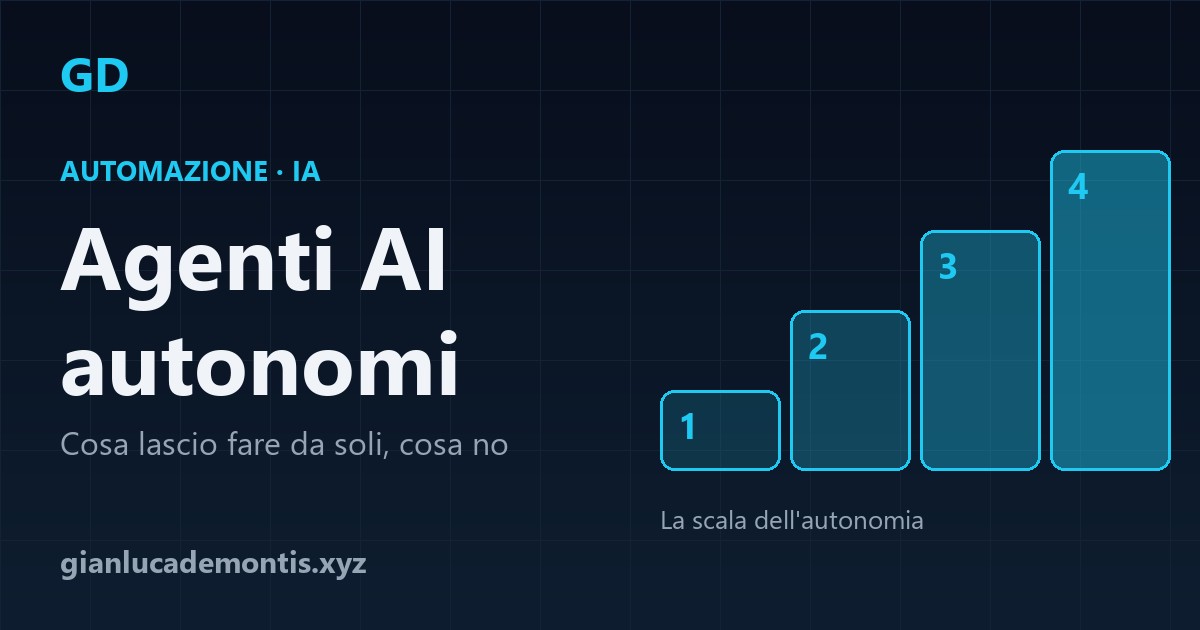 GD
AUTOMAZIONE · IA
Agenti AI
autonomi
Cosa lascio fare da soli, cosa no
gianlucademontis.xyz
1
2
3
4
La scala dell'autonomia